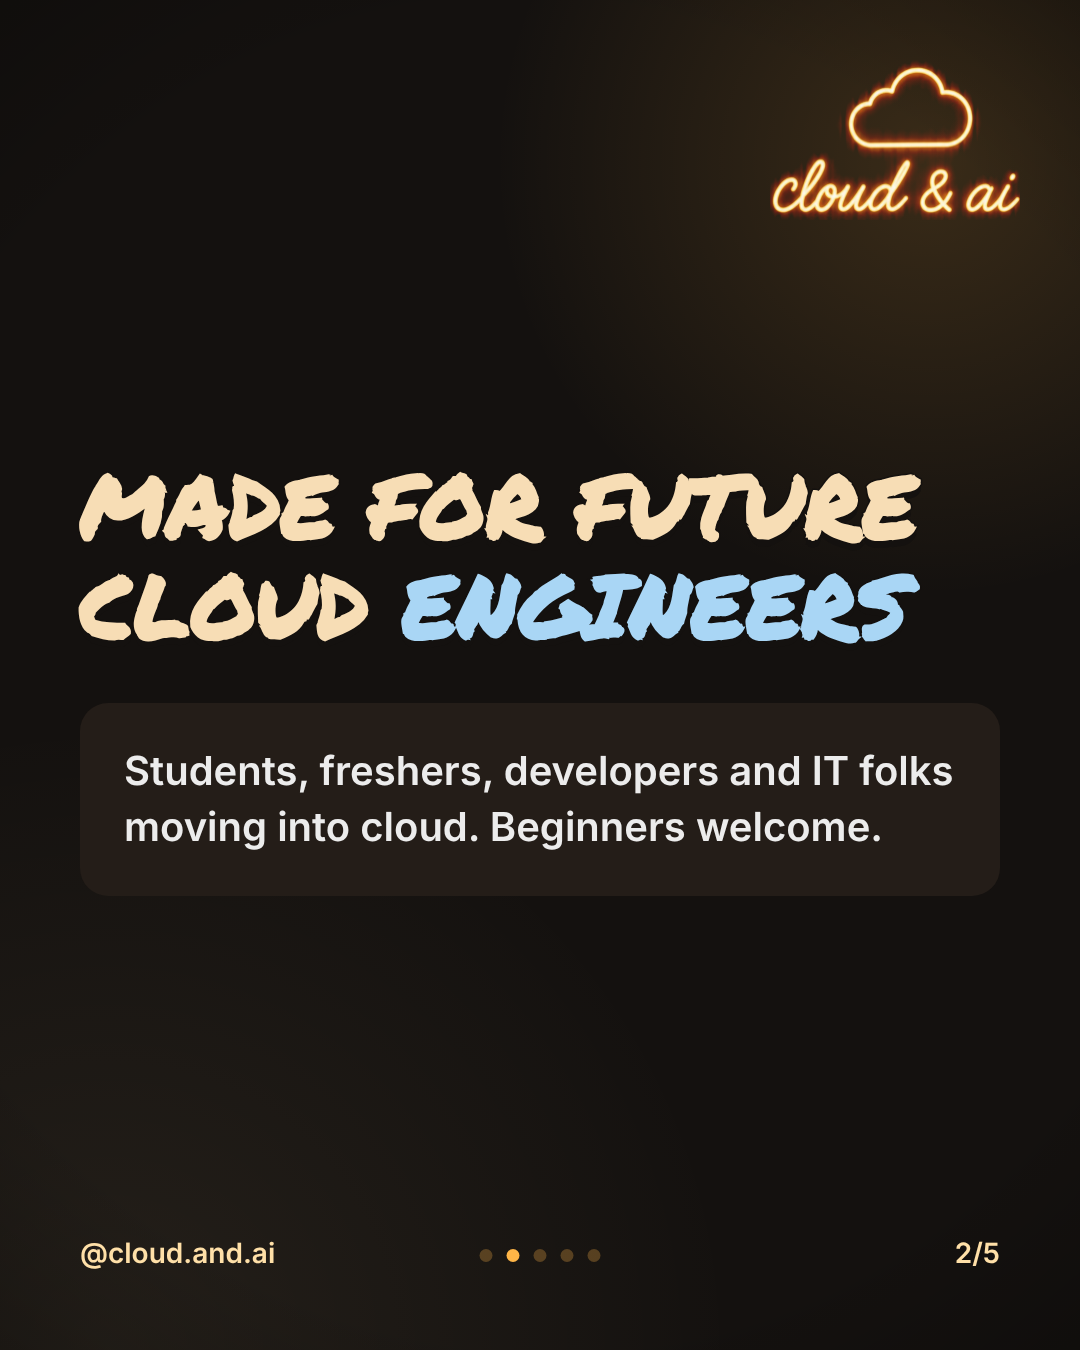 cloud & ai
MADE FOR FUTURE
CLOUD ENGINEERS
Students, freshers, developers and IT folks
moving into cloud. Beginners welcome.
@cloud.and.ai
2/5